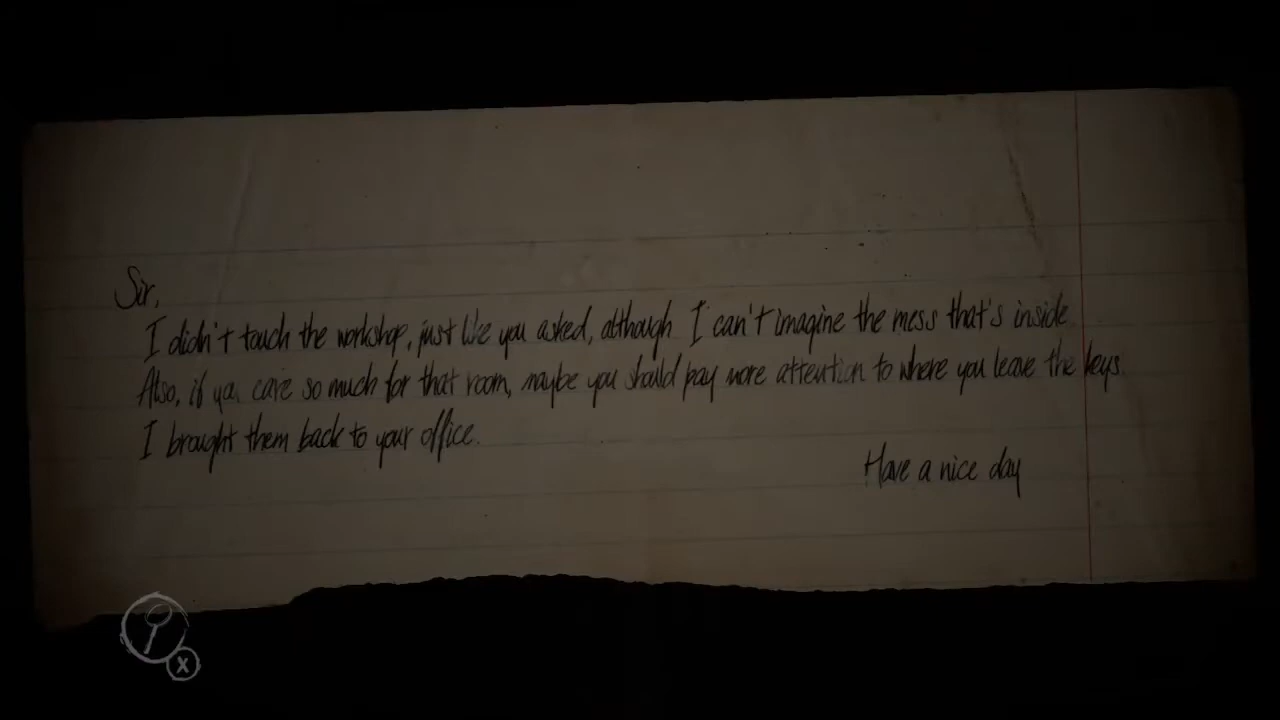 Sir,
I didn't touch the workshop, just like you asked, although I can't imagine the mess that's inside.
Also, if you care so much for that room, maybe you should pay more attention to where you leave the keys.
I brought them back to your office.
Have a nice day
X